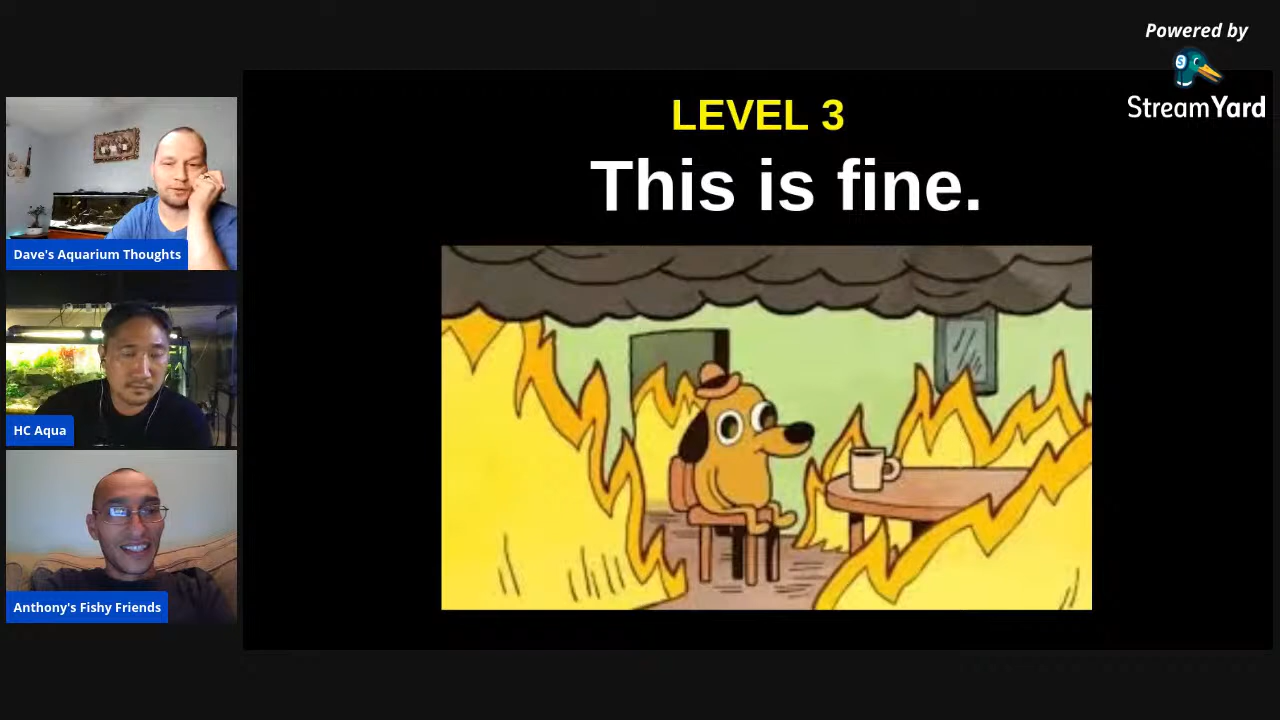 Powered by
StreamYard
LEVEL 3
This is fine.
Dave's Aquarium Thoughts
HC Aqua
Anthony's Fishy Friends